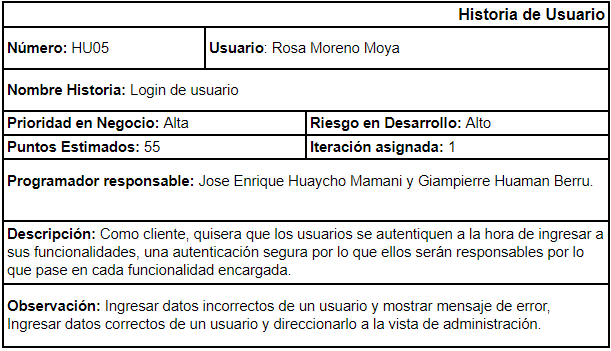 Historia de Usuario
Número: HU05 Usuario: Rosa Moreno Moya
Nombre Historia: Login de usuario
Prioridad en Negocio: Alta Riesgo en Desarrollo: Alto
Puntos Estimados: 55 Iteración asignada: 1
Programador responsable: Jose Enrique Huaycho Mamani y Giampierre Huaman Berru.
Descripción: Como cliente, quisera que los usuarios se autentiquen a la hora de ingresar a
sus funcionalidades, una autenticación segura por lo que ellos serán responsables por lo
que pase en cada funcionalidad encargada.
Observación: Ingresar datos incorrectos de un usuario y mostrar mensaje de error,
Ingresar datos correctos de un usuario y direccionarlo a la vista de administración.